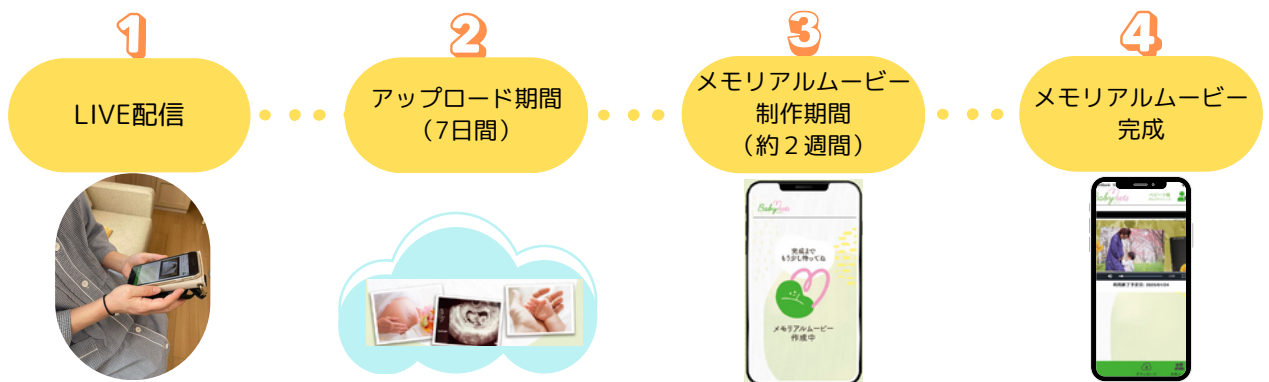 1
LIVE配信
2
アップロード期間
（7日間）
3
メモリアルムービー
制作期間
（約２週間）
4
メモリアルムービー
完成
Baby
完成まで
もう少し待ってね
メモリアルムービー
作成中
Baby